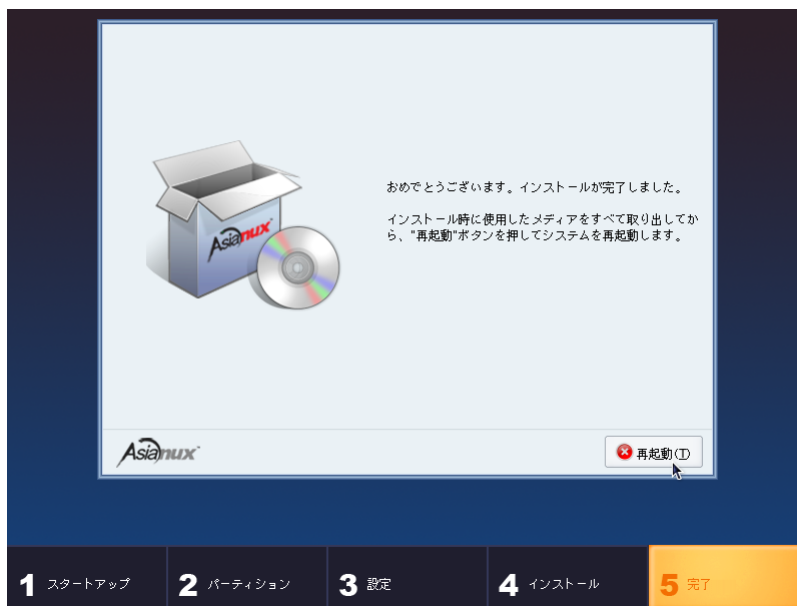 おめでとうございます。インストールが完了しました。
インストール時に使用したメディアをすべて取り出してか
ら、"再起動"ボタンを押してシステムを再起動します。
Asianux
Asianux
再起動(T)
1 スタートアップ
2 パーティション
3 設定
4 インストール
5 完了